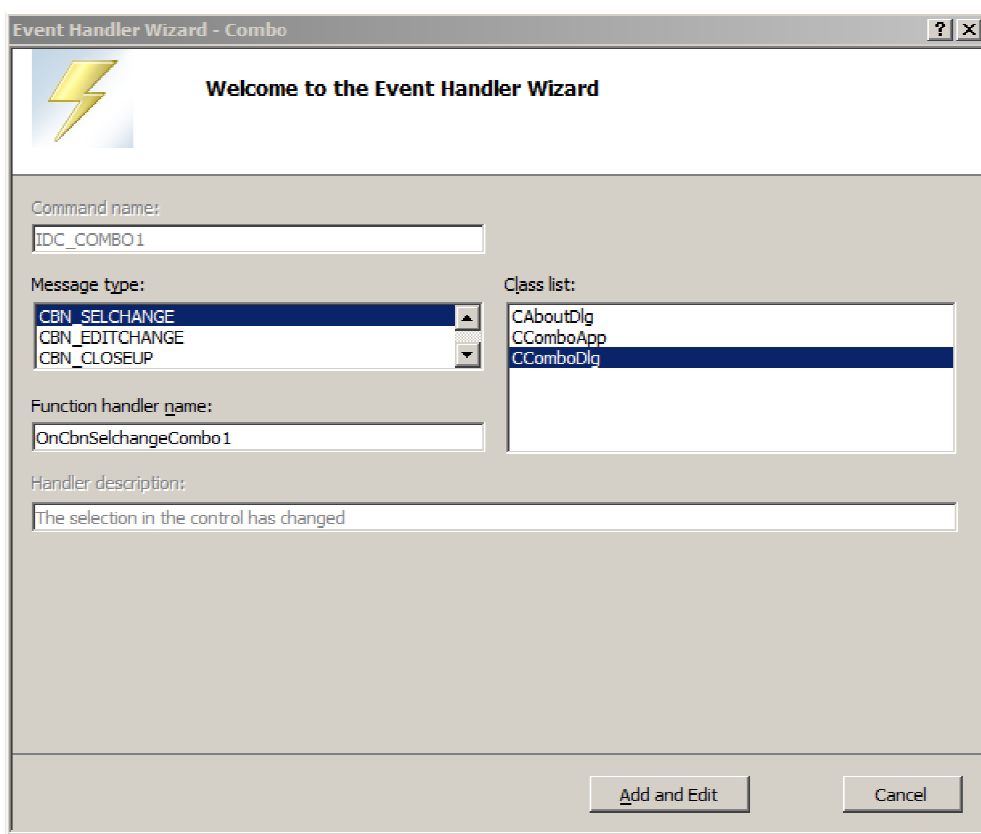 Event Handler Wizard - Combo
Welcome to the Event Handler Wizard
Command name:
IDC_COMBO1
Message type:
CBN_SELCHANGE
CBN_EDITCHANGE
CBN_CLOSEUP
Class list:
CAboutDlg
CComboApp
CComboDlg
Function handler name:
OnCbnSelchangeCombo1
Handler description:
The selection in the control has changed
Add and Edit
Cancel